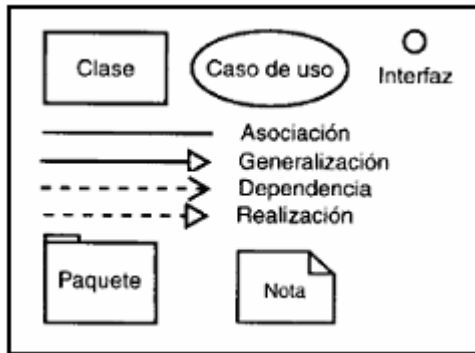 Clase
Caso de uso
Interfaz
Asociación
Generalización
Dependencia
Realización
Paquete
Nota